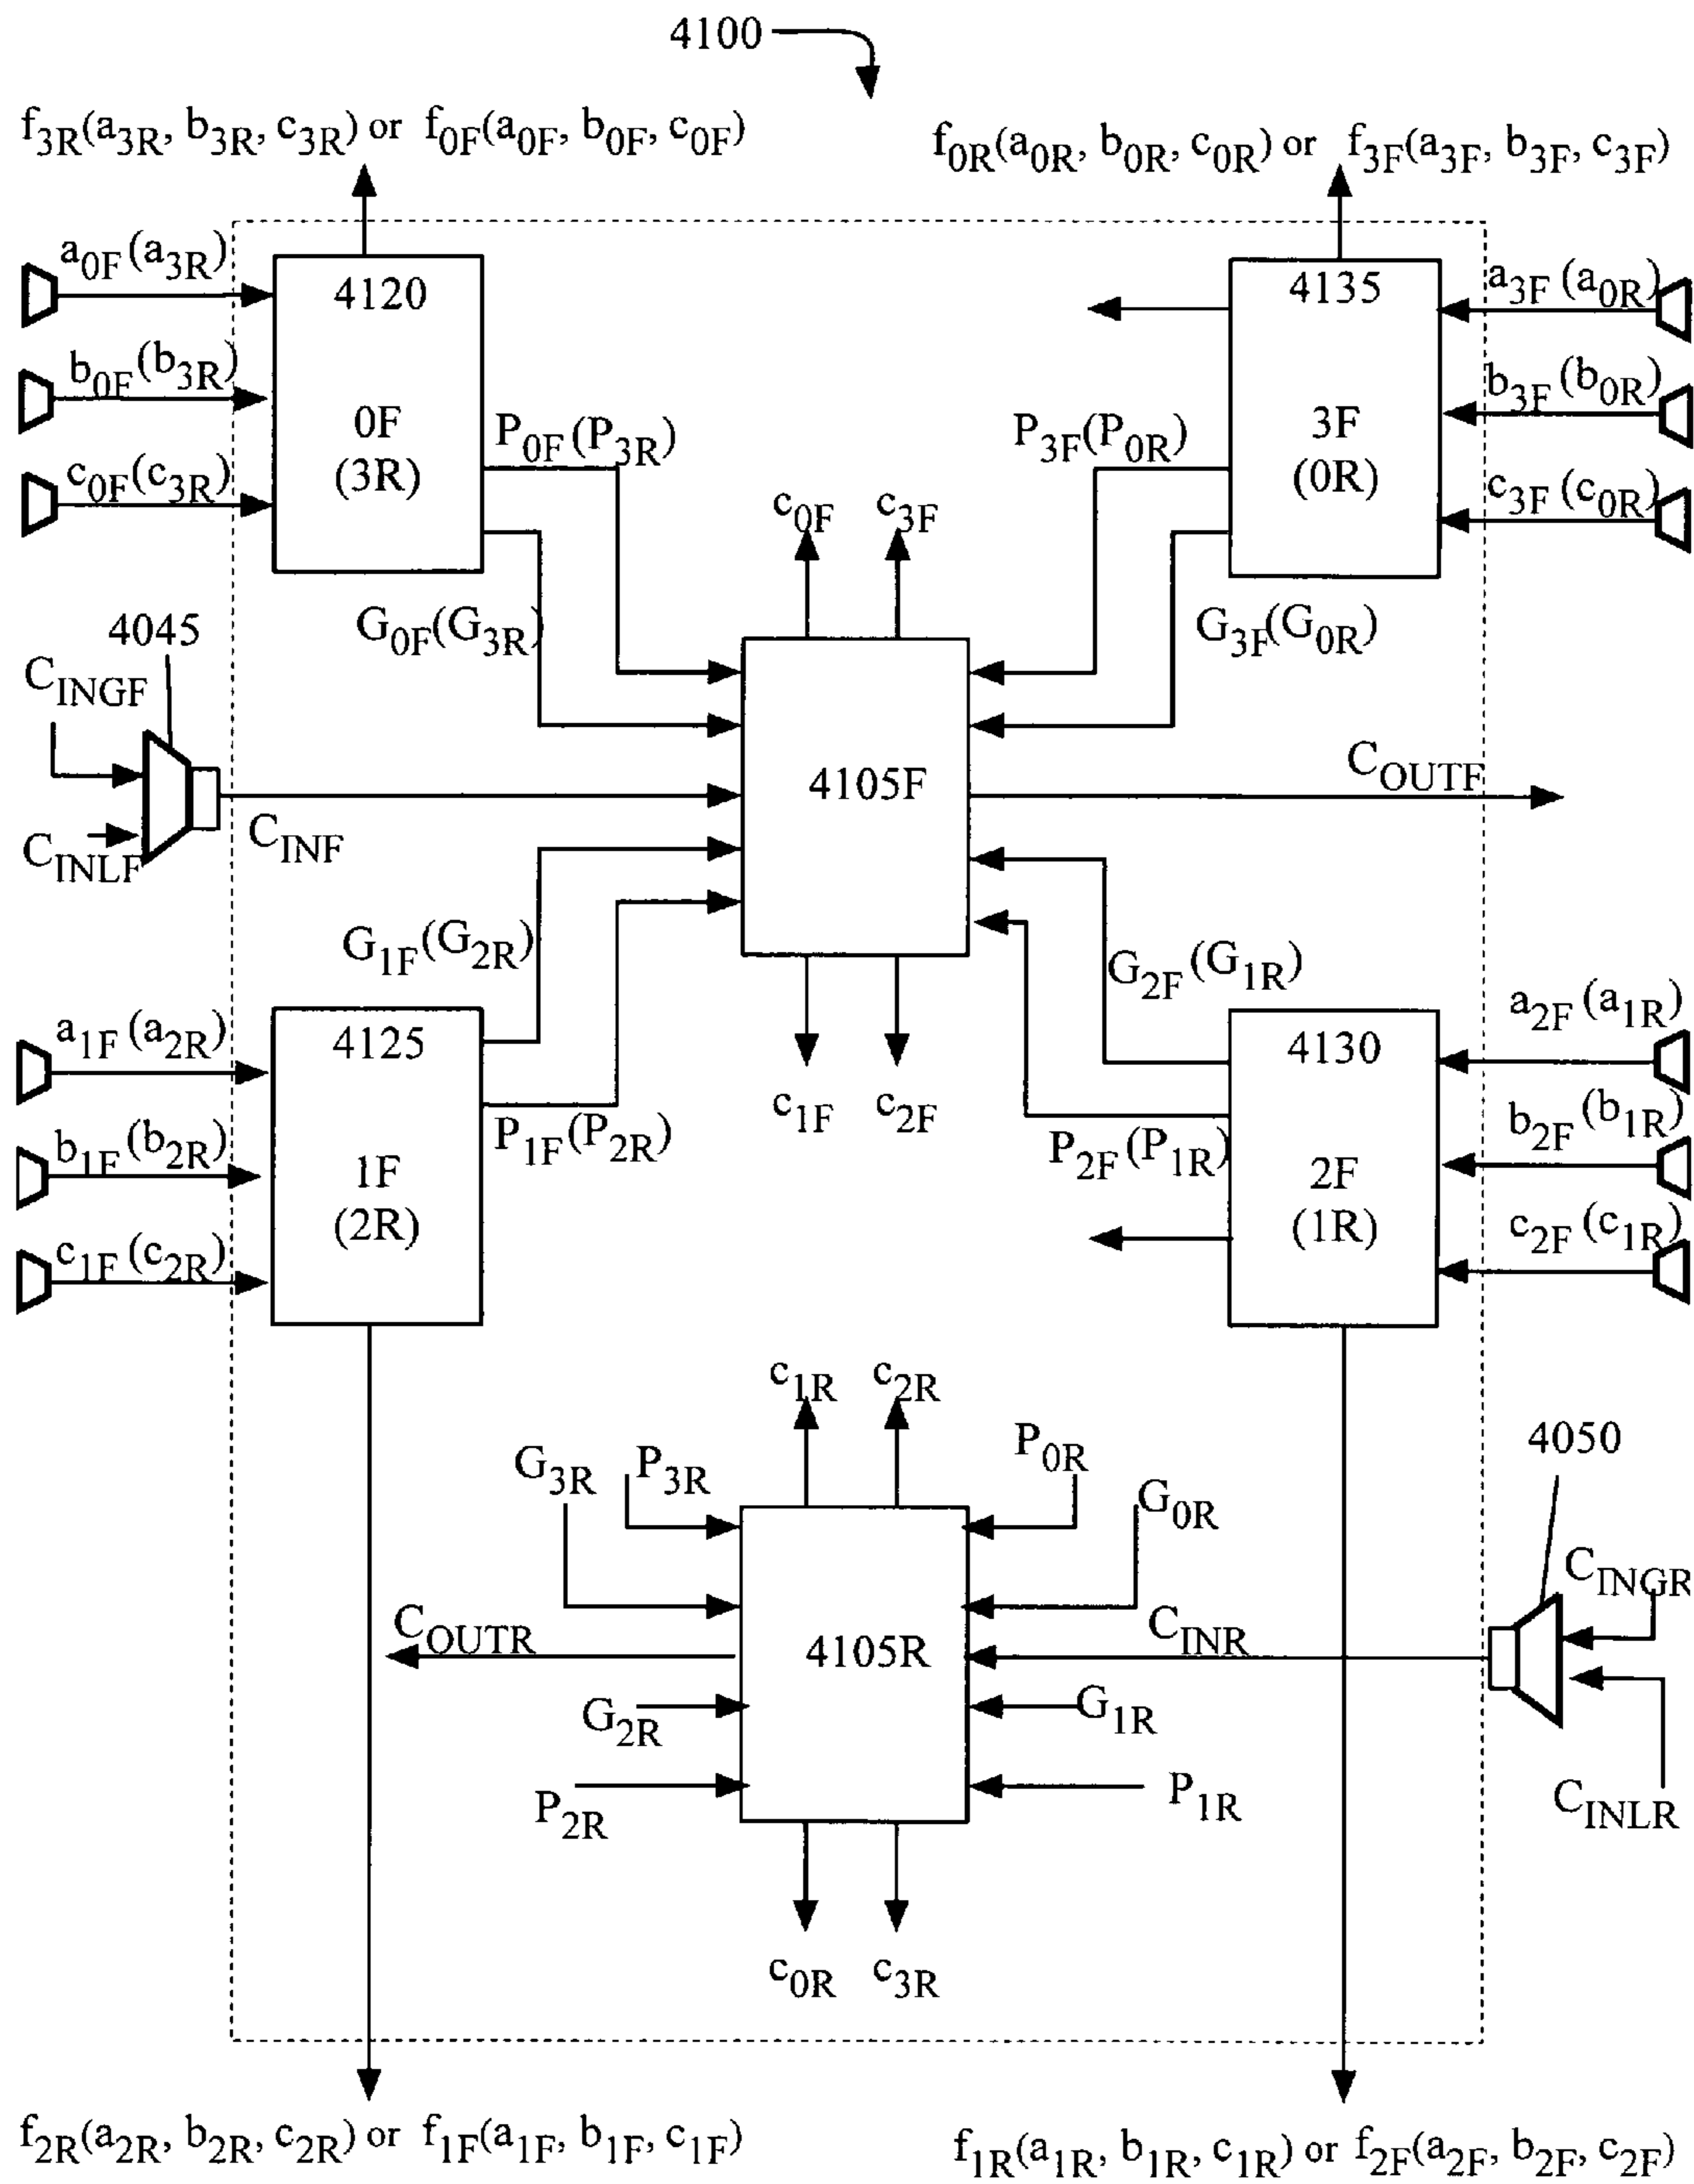 4100
f3R(a3R, b3R, c3R) or f0F(a0F, b0F, c0F)
f0R(a0R, b0R, c0R) or f3F(a3F, b3F, c3F)
a0F (a3R)
4120
4135
a3F (a0R)
b0F (b3R)
b3F (b0R)
0F
(3R)
P0F (P3R)
P3F(P0R)
3F
(0R)
c0F(c3R)
c3F (c0R)
c0F
c3F
4045
G0F(G3R)
G3F(G0R)
CINGF
4105F
COUTF
CINLF
CINF
G1F(G2R)
G2F (G1R)
a1F (a2R)
4125
4130
a2F (a1R)
c1F
c2F
b1F (b2R)
P1F (P2R)
P2F (P1R)
b2F (b1R)
1F
(2R)
2F
(1R)
c1F (c2R)
c2F (c1R)
c1R
c2R
G3R
P3R
P0R
4050
G0R
CINGR
COUTR
4105R
CINR
G2R
G1R
P2R
P1R
CINLR
c0R
c3R
f2R(a2R, b2R, c2R) or f1F(a1F, b1F, c1F)
f1R(a1R, b1R, c1R) or f2F(a2F, b2F, c2F)